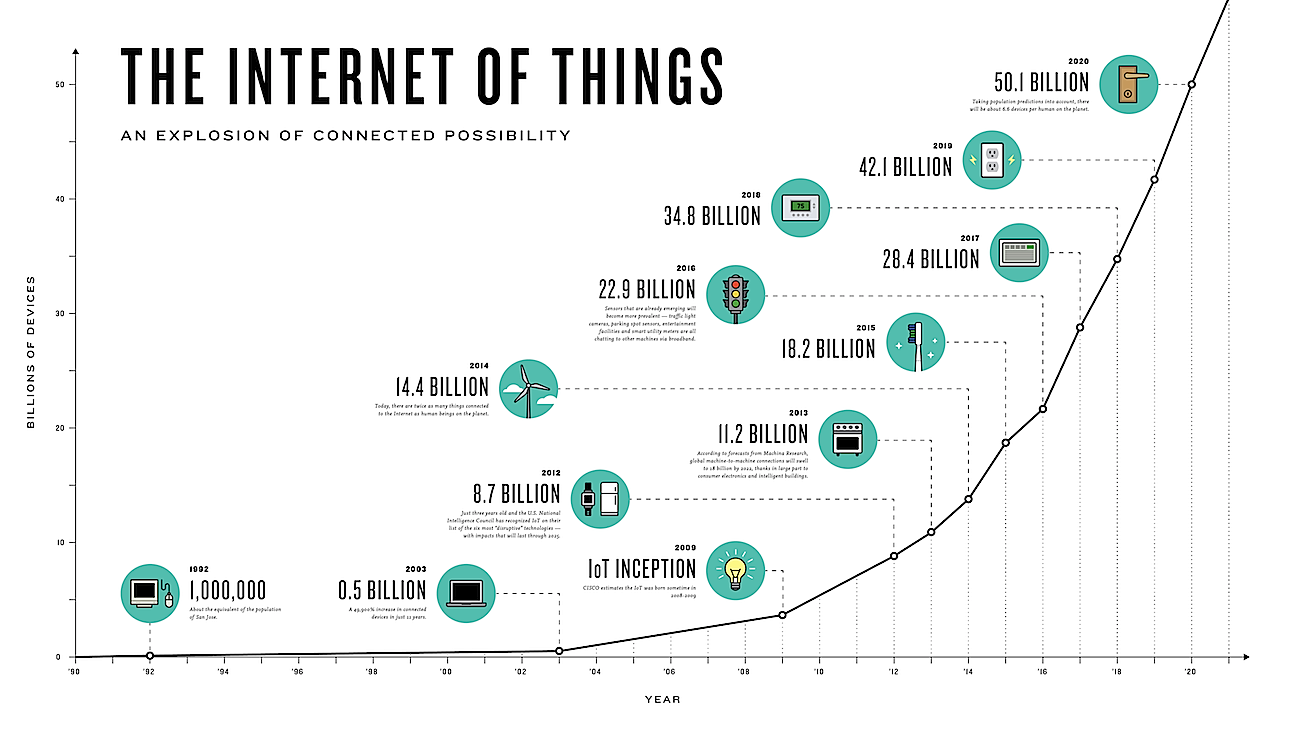 THE INTERNET OF THINGS
AN EXPLOSION OF CONNECTED POSSIBILITY
BILLIONS OF DEVICES
50
40
30
20
10
0
2020
50.1 BILLION
Taking population predictions into account, there
will be about 6.6 devices per human on the planet.
2019
42.1 BILLION
2018
34.8 BILLION
75
2017
28.4 BILLION
2016
22.9 BILLION
Sensors that are already emerging will
become more prevalent — traffic light
cameras, parking spot sensors, entertainment
facilities and smart utility meters are all
chatting to other machines via broadband.
2015
18.2 BILLION
2014
14.4 BILLION
Today, there are twice as many things connected
to the Internet as human beings on the planet.
2013
11.2 BILLION
According to forecasts from Machina Research,
global machine-to-machine connections will swell
to 18 billion by 2022, thanks in large part to
consumer electronics and intelligent buildings.
2012
8.7 BILLION
Just three years old and the U.S. National
Intelligence Council has recognized IoT on their
list of the six most "disruptive" technologies —
with impacts that will last through 2025.
2009
IoT INCEPTION
CISCO estimates the IoT was born sometime in
2008-2009
2003
0.5 BILLION
A 49,900% increase in connected
devices in just 11 years.
1992
1,000,000
About the equivalent of the population
of San Jose.
'90 '92 '94 '96 '98 '00 '02 '04 '06 '08 '10 '12 '14 '16 '18 '20
YEAR